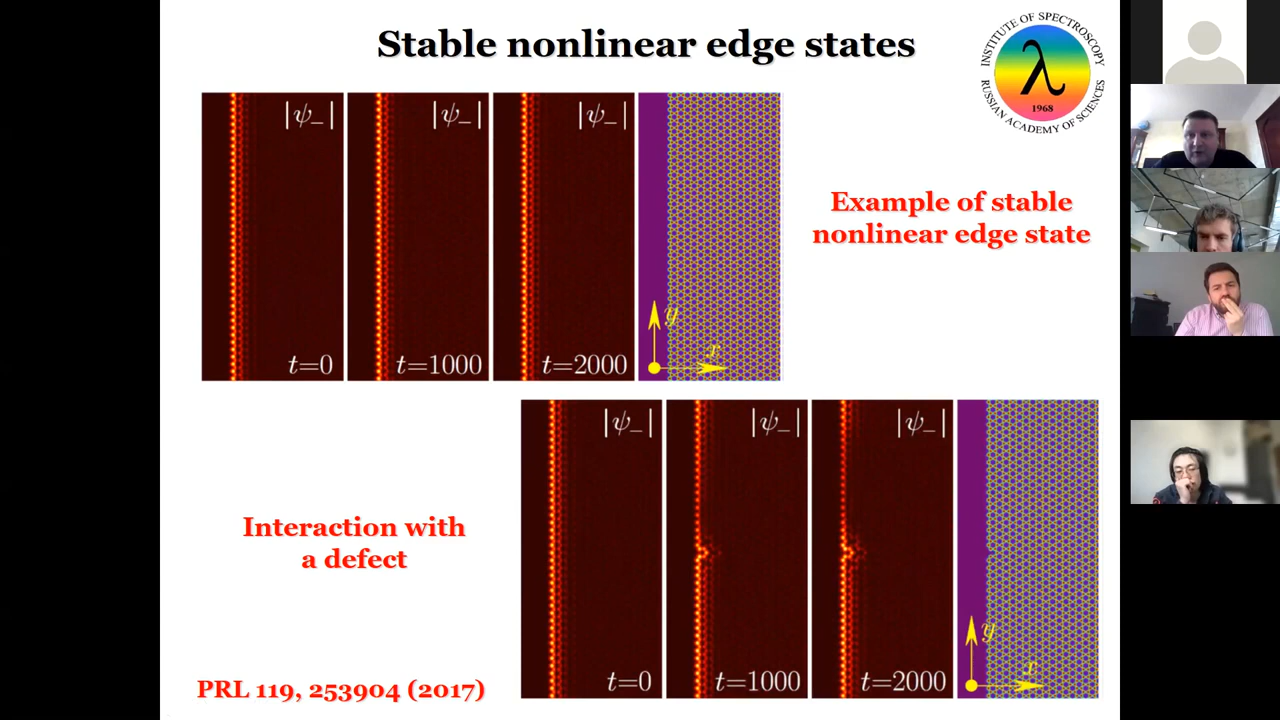 Stable nonlinear edge states
INSTITUTE OF SPECTROSCOPY
RUSSIAN ACADEMY OF SCIENCES
λ
1968
|ψ₋|
|ψ₋|
|ψ₋|
t=0
t=1000
t=2000
y
x
Example of stable
nonlinear edge state
Interaction with
a defect
|ψ₋|
|ψ₋|
|ψ₋|
t=0
t=1000
t=2000
y
x
PRL 119, 253904 (2017)